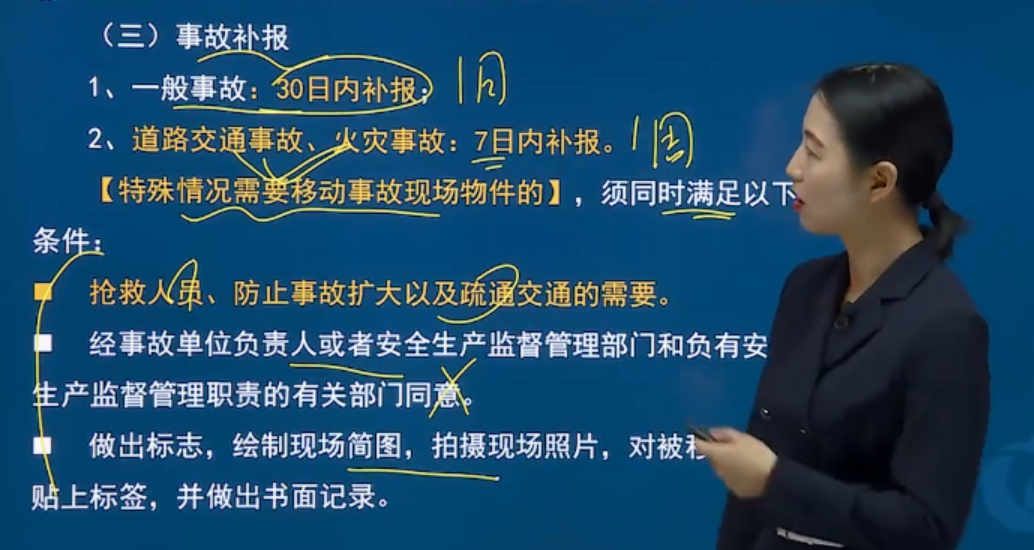 （三）事故补报
1、一般事故：30日内补报； 1月
2、道路交通事故、火灾事故：7日内补报。 1周
【特殊情况需要移动事故现场物件的】，须同时满足以下
条件：
抢救人员、防止事故扩大以及疏通交通的需要。
经事故单位负责人或者安全生产监督管理部门和负有安
生产监督管理职责的有关部门同意。
做出标志，绘制现场简图，拍摄现场照片，对被移
贴上标签，并做出书面记录。